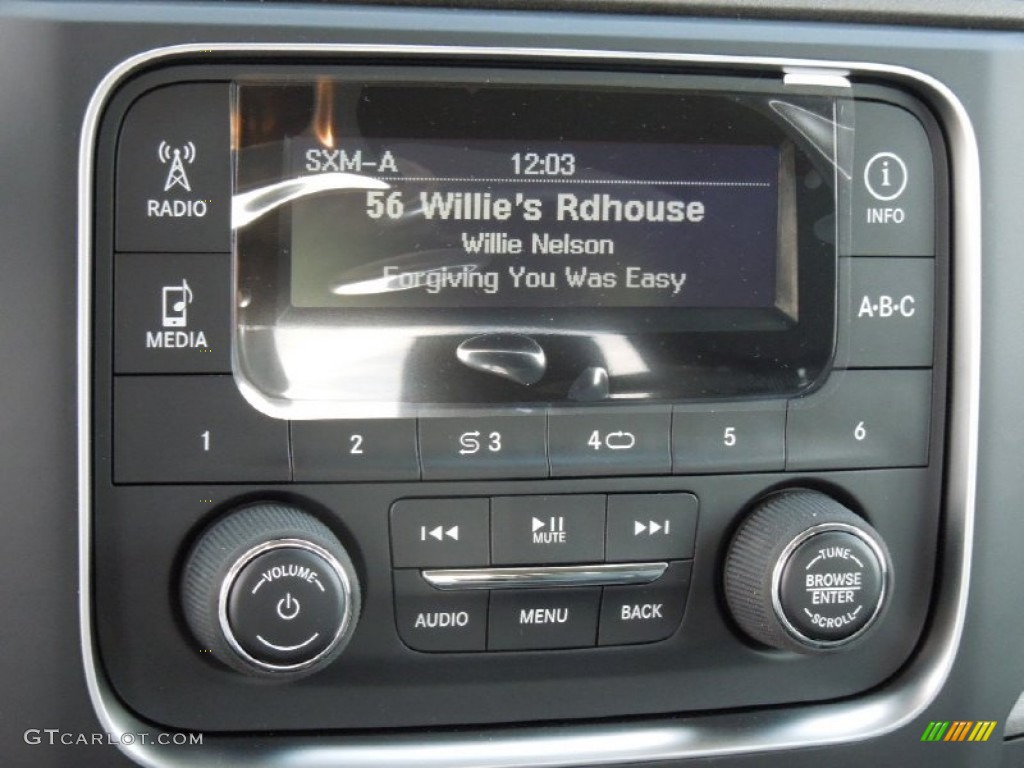 SXM-A 12:03
56 Willie's Rdhouse
Willie Nelson
Forgiving You Was Easy
RADIO
MEDIA
i
INFO
A·B·C
1 2 3 4 5 6
MUTE
AUDIO MENU BACK
VOLUME
TUNE
BROWSE
ENTER
SCROLL
GTCARLOT.COM